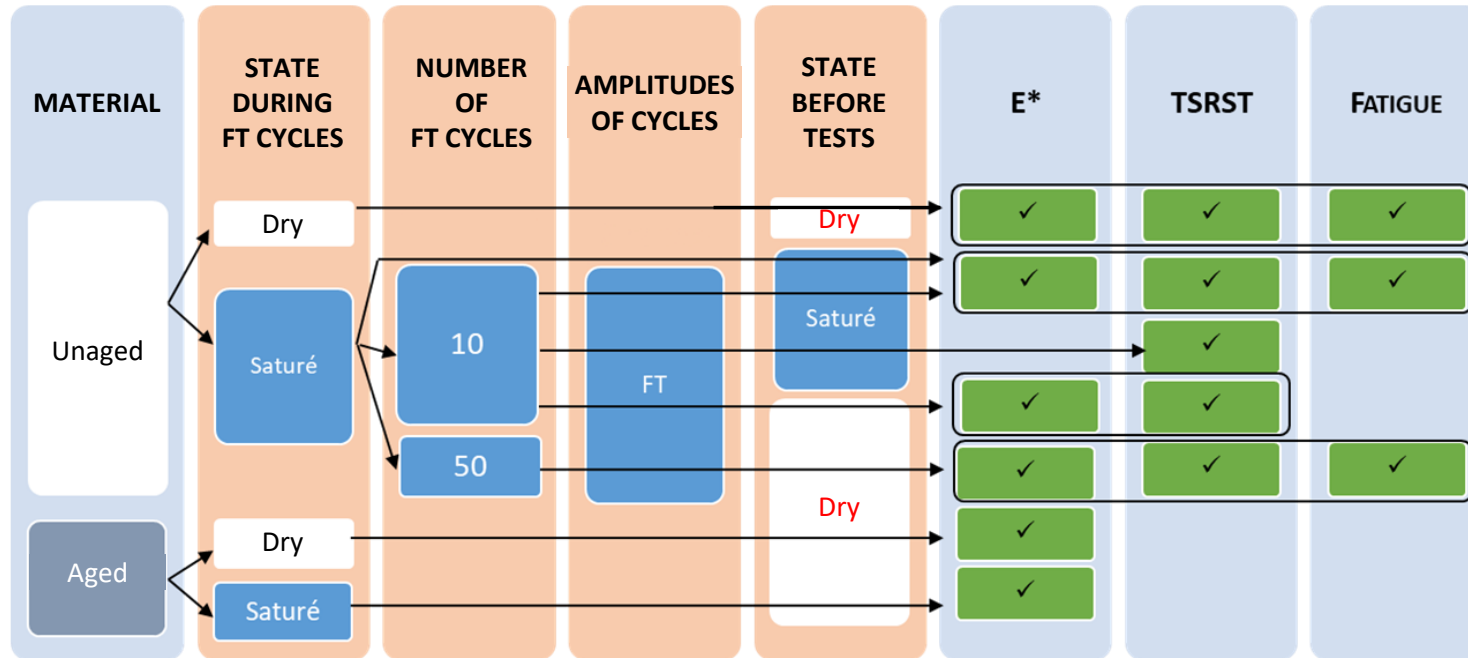 MATERIAL
STATE
DURING
FT CYCLES
NUMBER
OF
FT CYCLES
AMPLITUDES
OF CYCLES
STATE
BEFORE
TESTS
E*
TSRST
FATIGUE
Unaged
Dry
Saturé
10
50
FT
Dry
Saturé
Dry
✓ ✓ ✓
✓ ✓ ✓
✓
✓ ✓
✓ ✓ ✓
✓
✓
Aged
Dry
Saturé